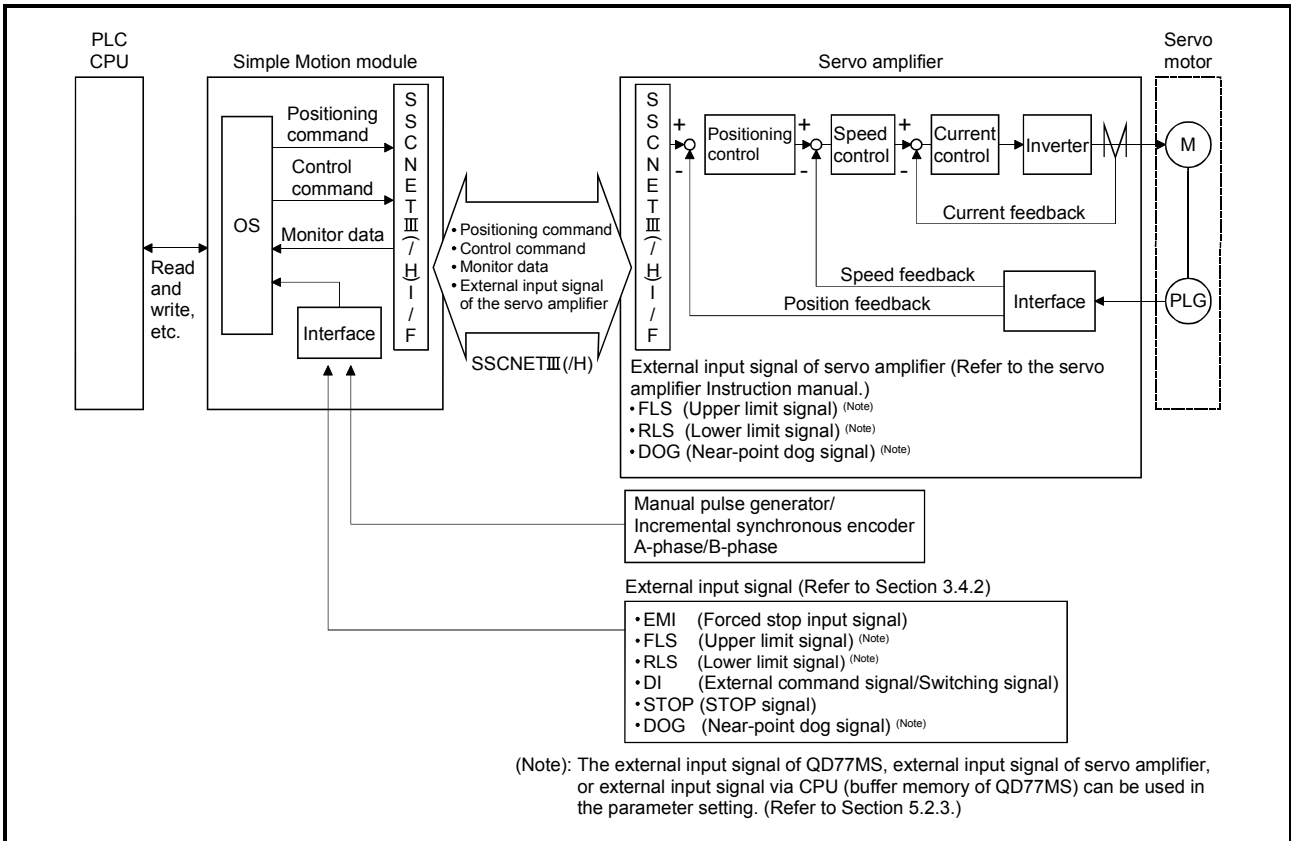 PLC
CPU
Simple Motion module
Servo amplifier
Servo
motor
OS
Positioning
command
Control
command
Monitor data
Interface
SSCNETⅢ(/H)I/F
Read
and
write,
etc.
• Positioning command
• Control command
• Monitor data
• External input signal
of the servo amplifier
SSCNETⅢ(/H)
SSCNETⅢ(/H)I/F
+
-
Positioning
control
+
-
Speed
control
+
-
Current
control
Inverter
M
Current feedback
Speed feedback
Position feedback
Interface
PLG
External input signal of servo amplifier (Refer to the servo
amplifier Instruction manual.)
• FLS (Upper limit signal) (Note)
• RLS (Lower limit signal) (Note)
• DOG (Near-point dog signal) (Note)
Manual pulse generator/
Incremental synchronous encoder
A-phase/B-phase
External input signal (Refer to Section 3.4.2)
• EMI (Forced stop input signal)
• FLS (Upper limit signal) (Note)
• RLS (Lower limit signal) (Note)
• DI (External command signal/Switching signal)
• STOP (STOP signal)
• DOG (Near-point dog signal) (Note)
(Note): The external input signal of QD77MS, external input signal of servo amplifier,
or external input signal via CPU (buffer memory of QD77MS) can be used in
the parameter setting. (Refer to Section 5.2.3.)